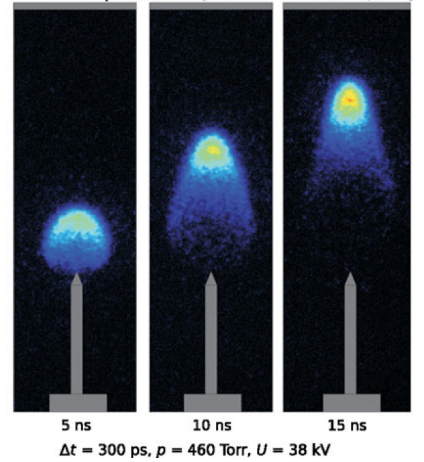 5 ns 10 ns 15 ns
Δt = 300 ps, p = 460 Torr, U = 38 kV